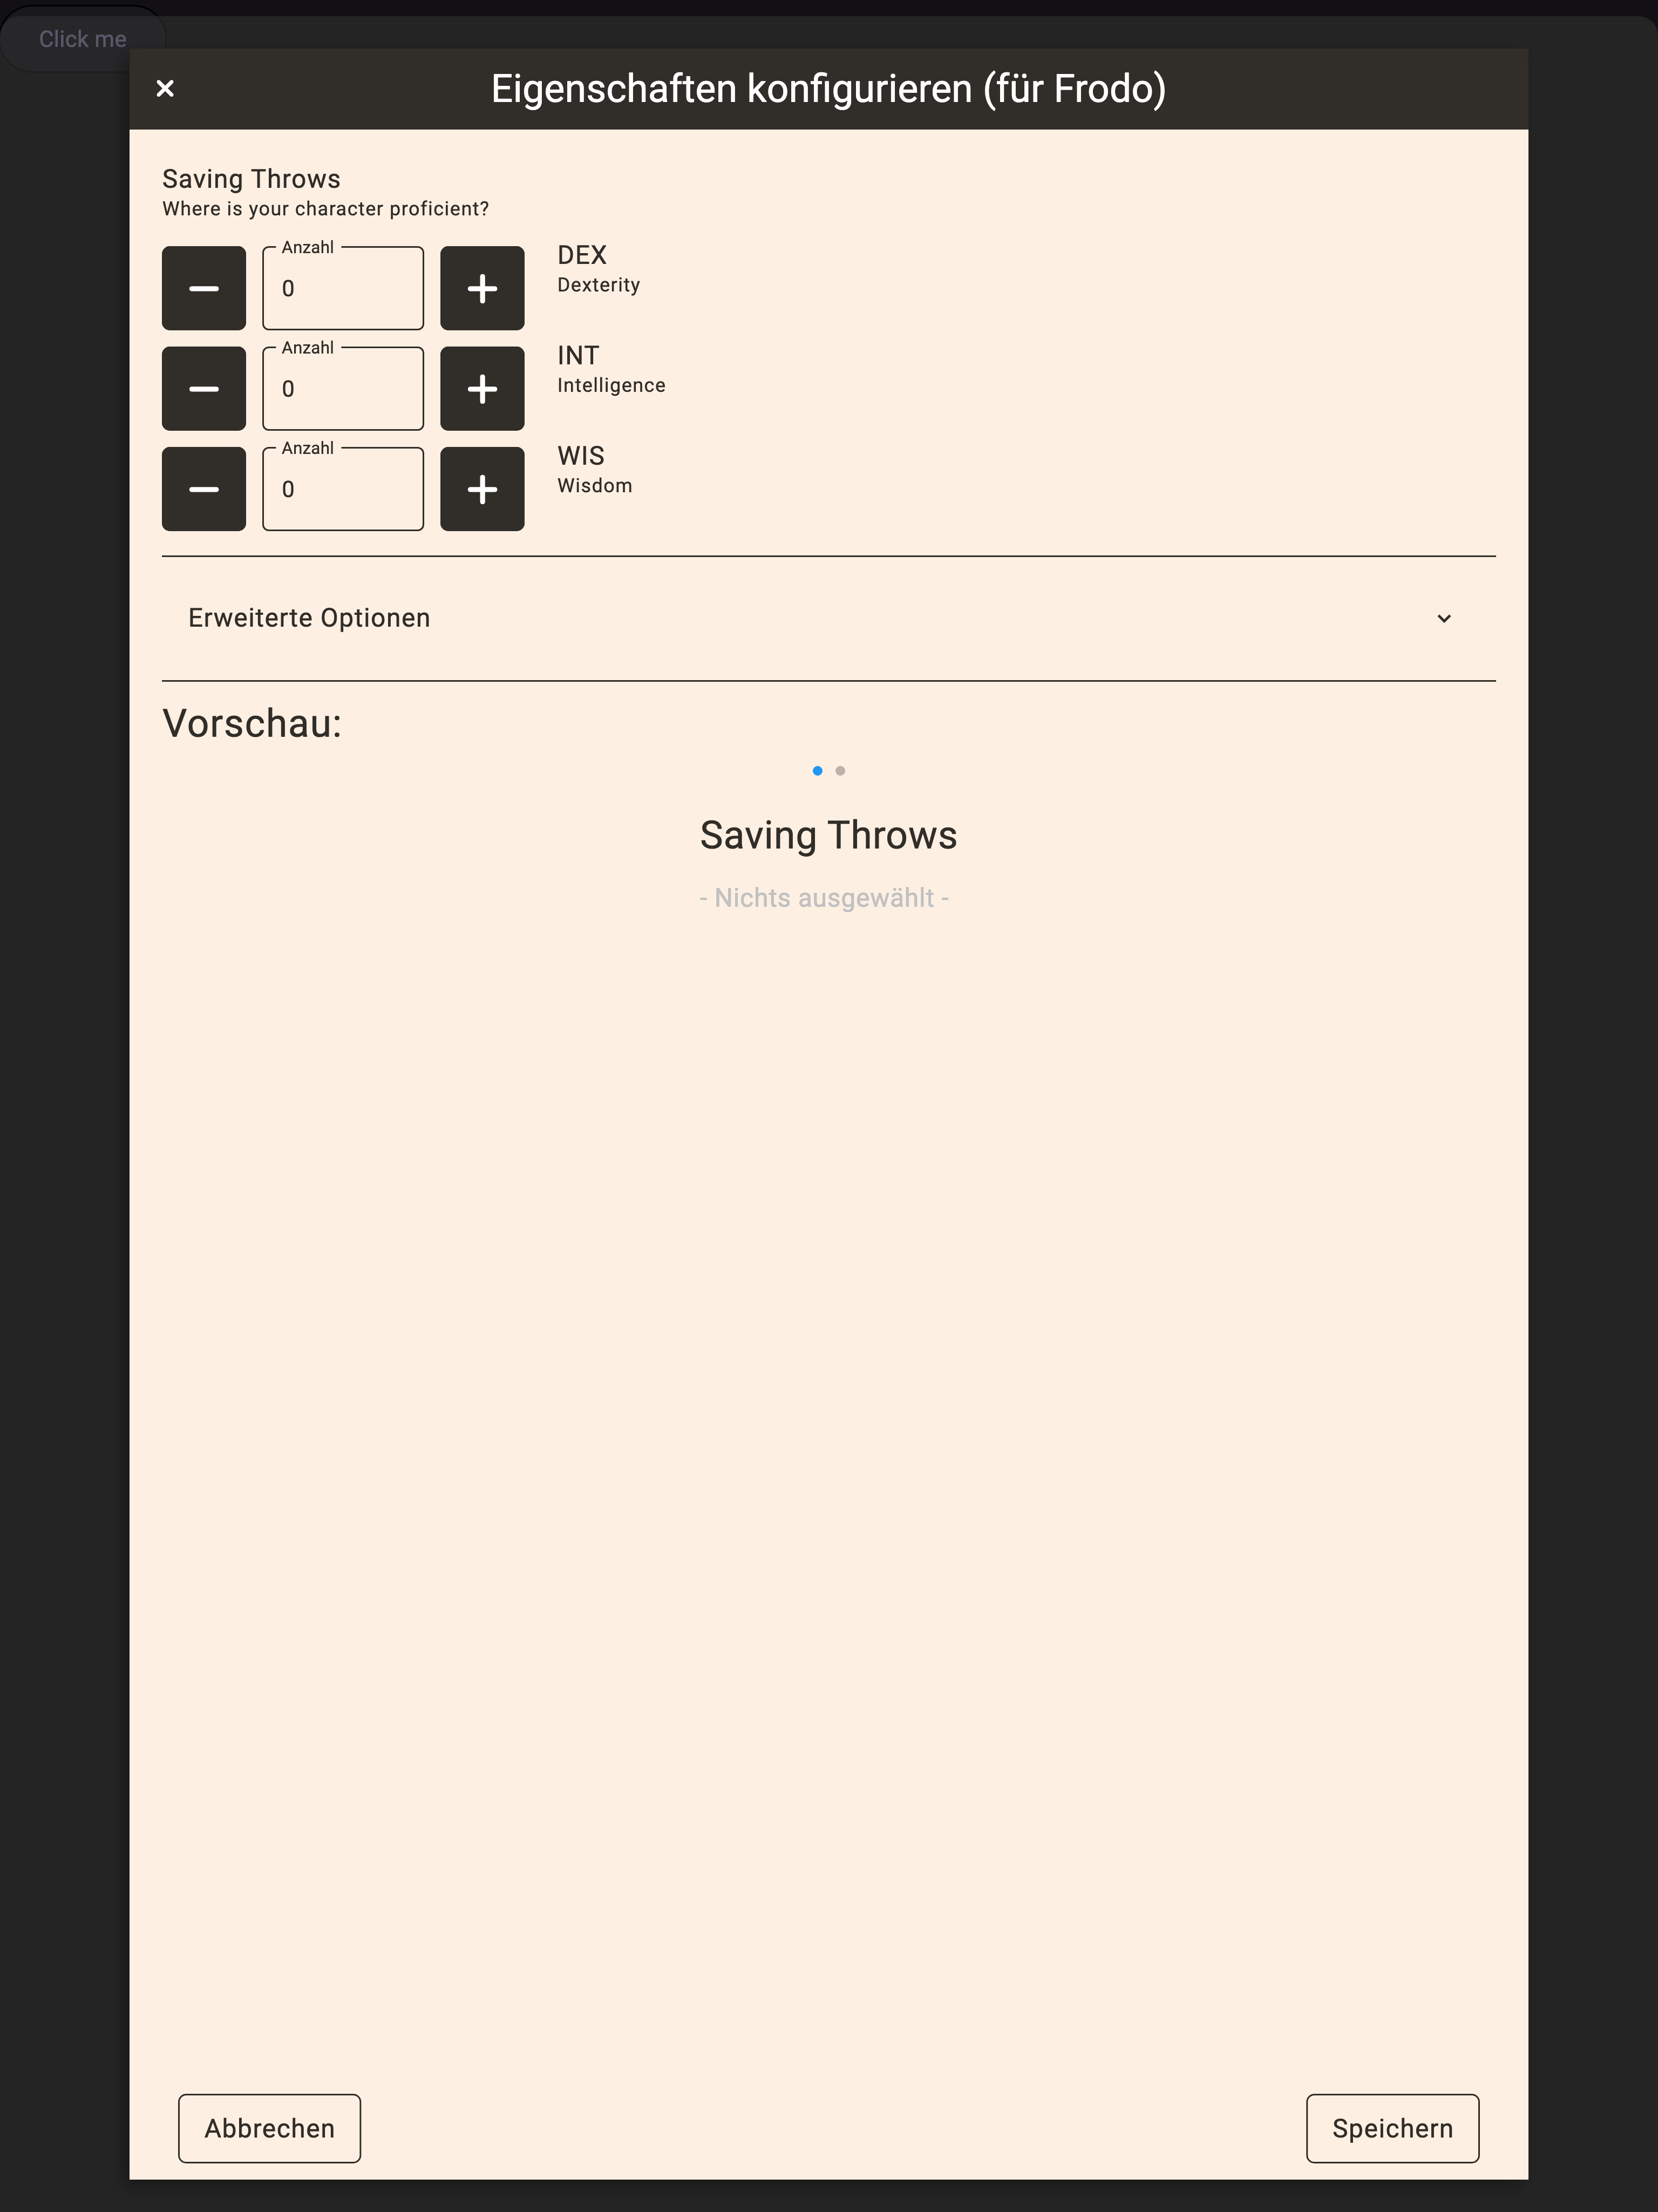 Click me
Eigenschaften konfigurieren (für Frodo)
Saving Throws
Where is your character proficient?
Anzahl
0
DEX
Dexterity
Anzahl
0
INT
Intelligence
Anzahl
0
WIS
Wisdom
Erweiterte Optionen
Vorschau:
Saving Throws
- Nichts ausgewählt -
Abbrechen
Speichern